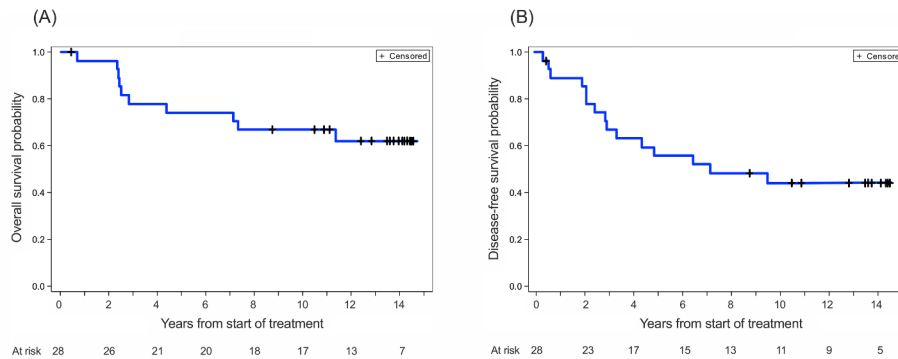 (A)
(B)
+ Censored
+ Censored
Overall survival probability
1.0
0.8
0.6
0.4
0.2
0.0
0 2 4 6 8 10 12 14
Years from start of treatment
At risk 28 26 21 20 18 17 13 7
Disease-free survival probability
1.0
0.8
0.6
0.4
0.2
0.0
0 2 4 6 8 10 12 14
Years from start of treatment
At risk 28 23 17 15 13 11 9 5